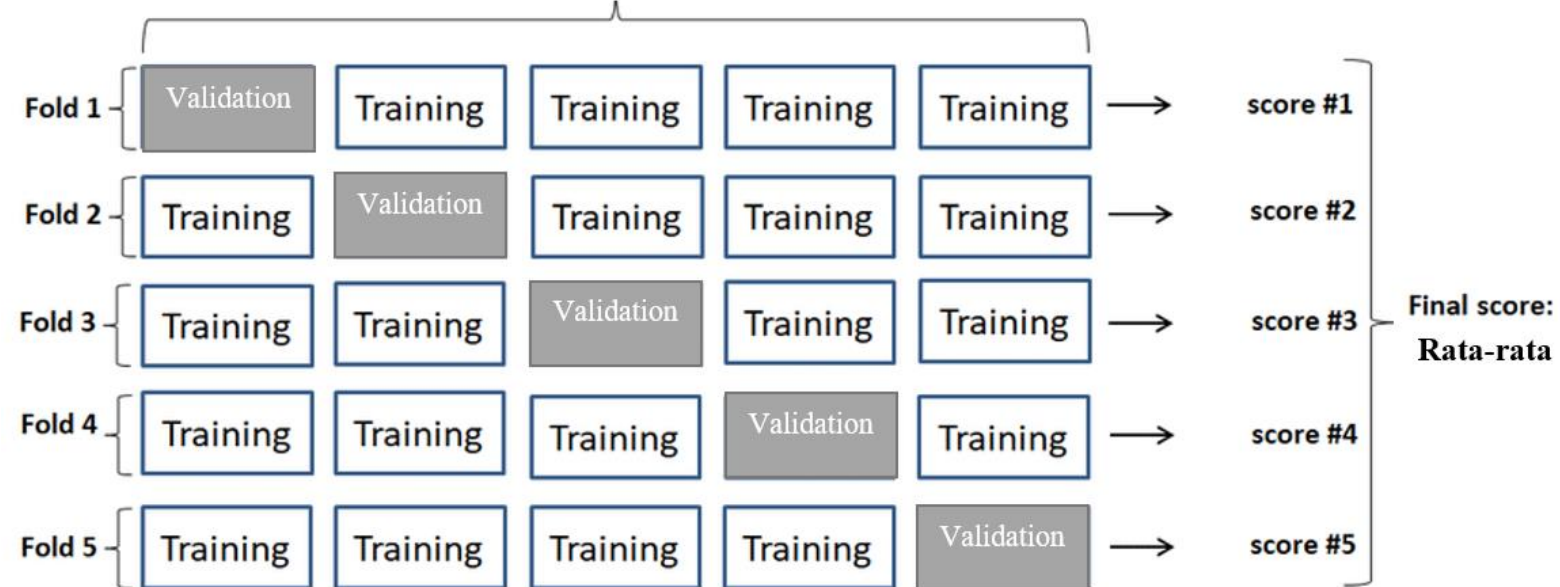 Fold 1 Validation Training Training Training Training score #1
Fold 2 Training Validation Training Training Training score #2
Fold 3 Training Training Validation Training Training score #3
Final score:
Rata-rata
Fold 4 Training Training Training Validation Training score #4
Fold 5 Training Training Training Training Validation score #5